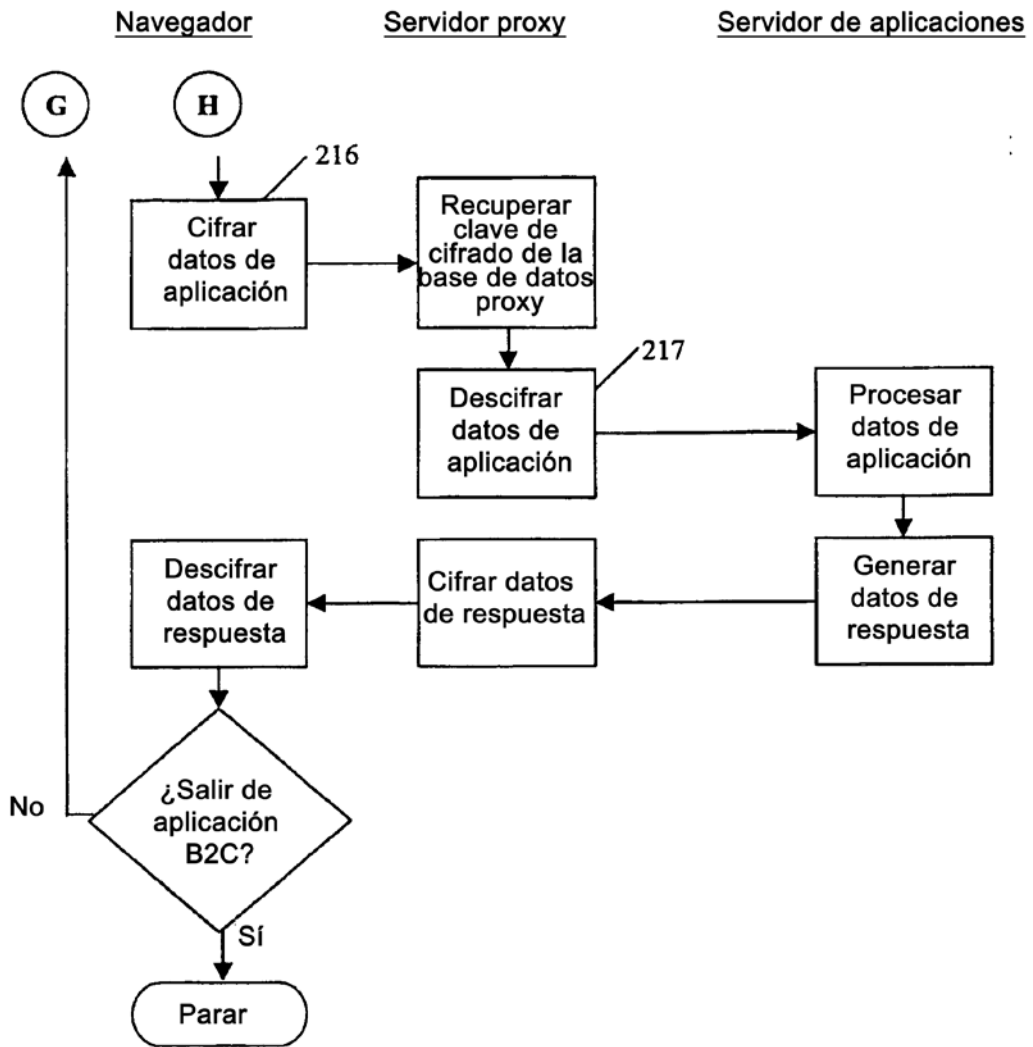 Navegador
Servidor proxy
Servidor de aplicaciones
G
H
216
Cifrar
datos de
aplicación
Recuperar
clave de
cifrado de la
base de datos
proxy
217
Descifrar
datos de
aplicación
Procesar
datos de
aplicación
Descifrar
datos de
respuesta
Cifrar datos
de respuesta
Generar
datos de
respuesta
No
¿Salir de
aplicación
B2C?
Sí
Parar